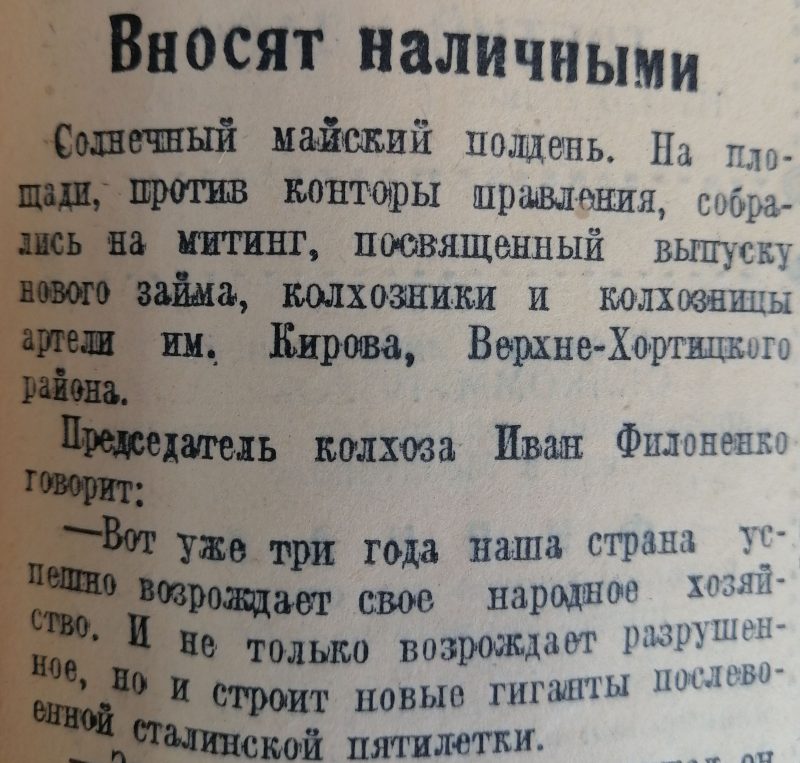 Вносят наличными
Солнечный майский полдень. На пло-
щади, против конторы правления, собра-
лись на митинг, посвященный выпуску
нового займа, колхозники и колхозницы
артели им. Кирова, Верхне-Хортицкого
района.
Председатель колхоза Иван Филоненко
говорит:
—Вот уже три года наша страна ус-
пешно возрождает свое народное хозяй-
ство. И не только возрождает разрушен-
ное, но и строит новые гиганты послево-
енной сталинской пятилетки.